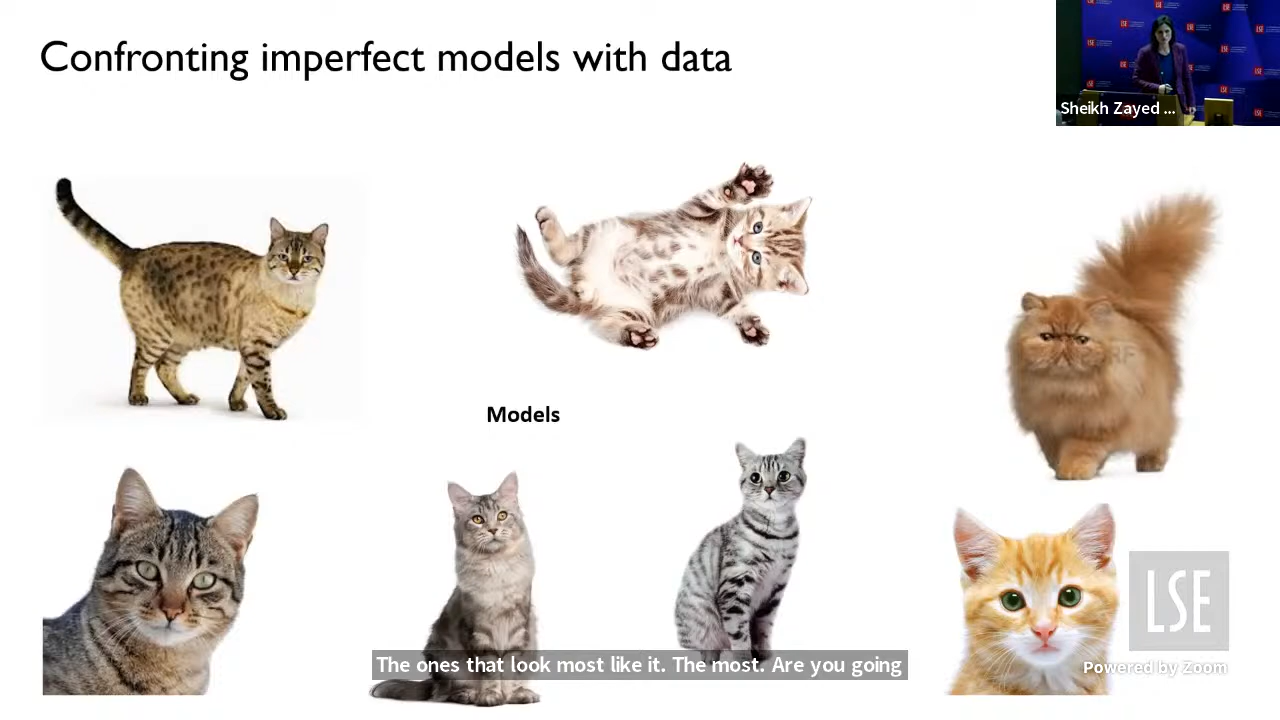 Confronting imperfect models with data
Sheikh Zayed ...
Models
LSE
The ones that look most like it. The most. Are you going
Powered by Zoom